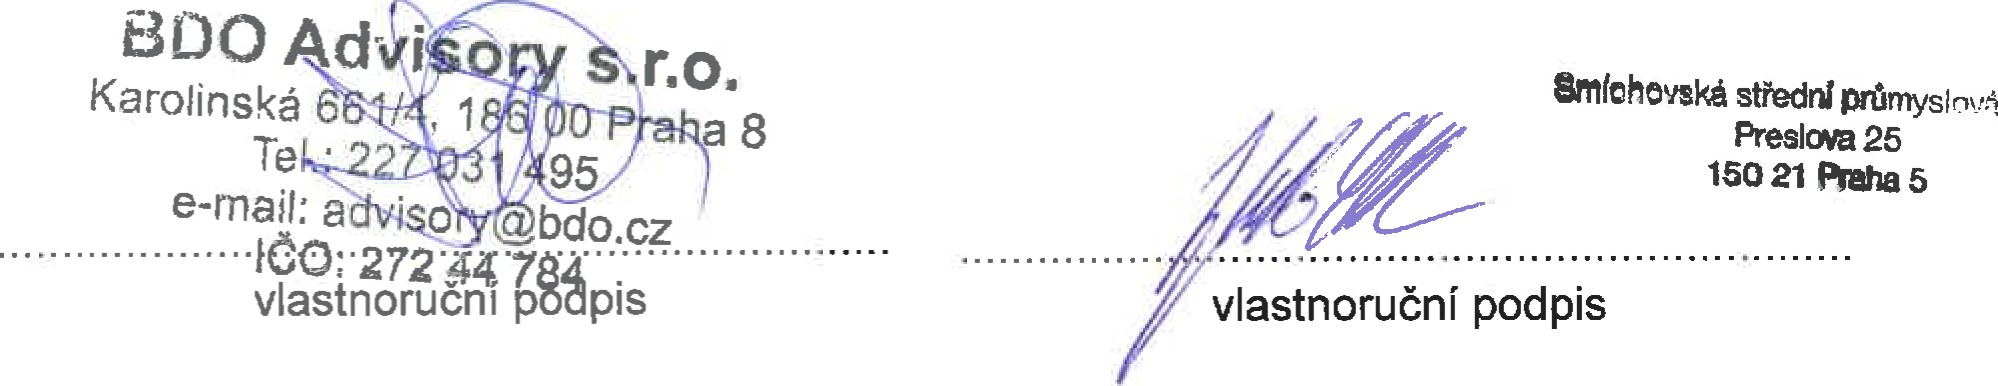 BDO Advisory s.r.o.
Karolinská 661/4, 186 00 Praha 8
Tel.: 227 031 495
e-mail: advisory@bdo.cz
IČO: 272 44 784
vlastnoruční podpis
Smíchovská střední průmyslová
Preslova 25
150 21 Praha 5
vlastnoruční podpis